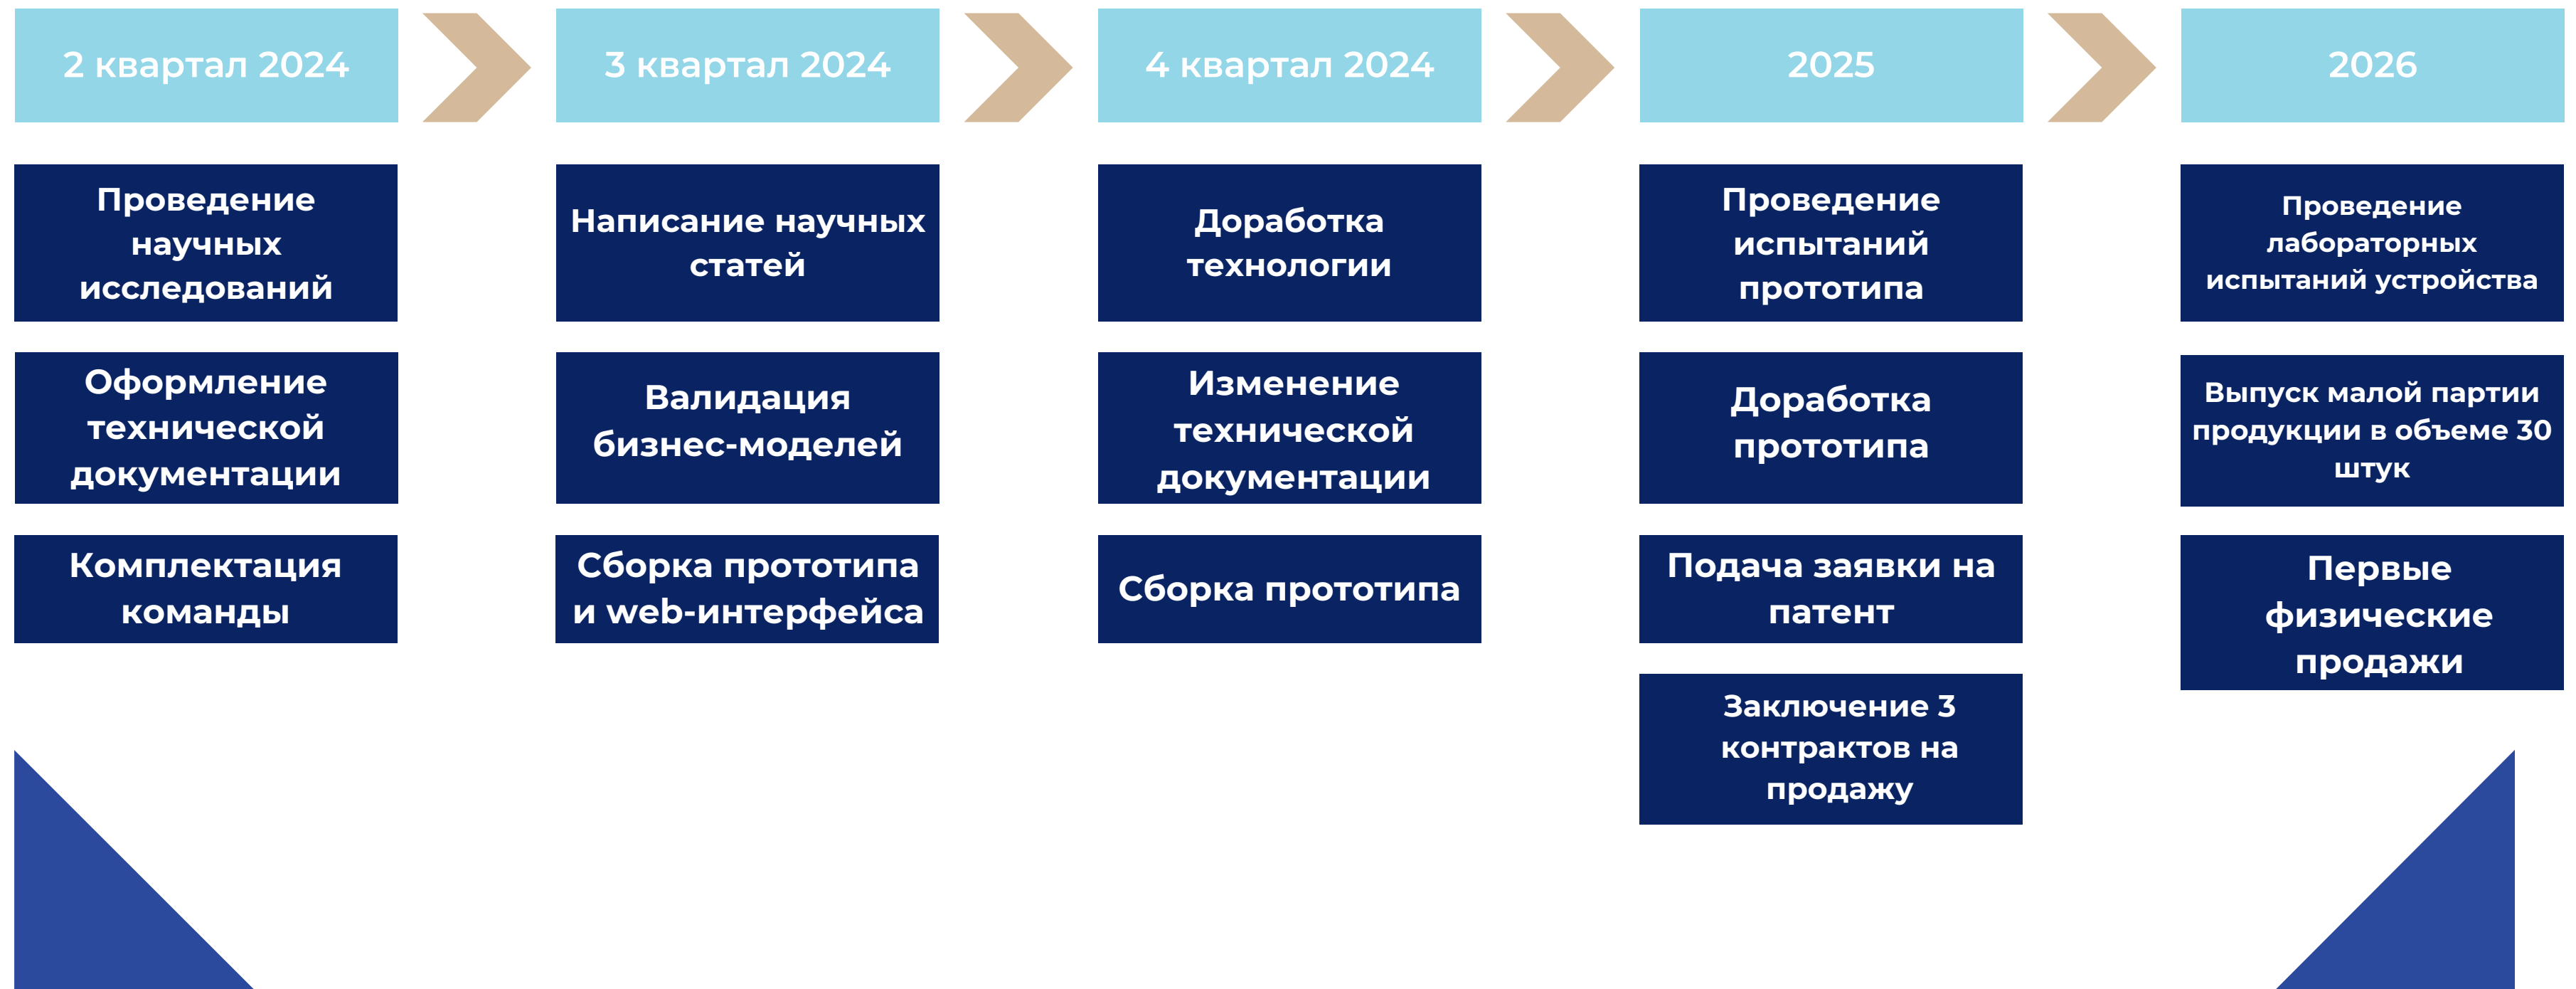 2 квартал 2024
3 квартал 2024
4 квартал 2024
2025
2026
Проведение
научных
исследований
Оформление
технической
документации
Комплектация
команды
Написание научных
статей
Валидация
бизнес-моделей
Сборка прототипа
и web-интерфейса
Доработка
технологии
Изменение
технической
документации
Сборка прототипа
Проведение
испытаний
прототипа
Доработка
прототипа
Подача заявки на
патент
Заключение 3
контрактов на
продажу
Проведение
лабораторных
испытаний устройства
Выпуск малой партии
продукции в объеме 30
штук
Первые
физические
продажи